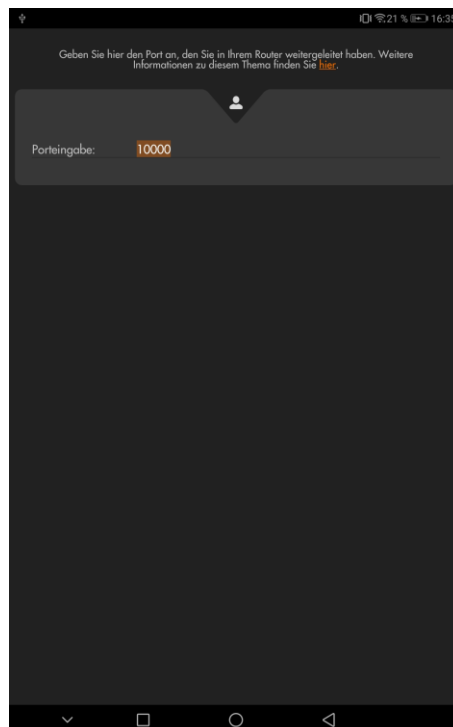 21 % 16:35
Geben Sie hier den Port an, den Sie in Ihrem Router weitergeleitet haben. Weitere
Informationen zu diesem Thema finden Sie hier.
Porteingabe: 10000